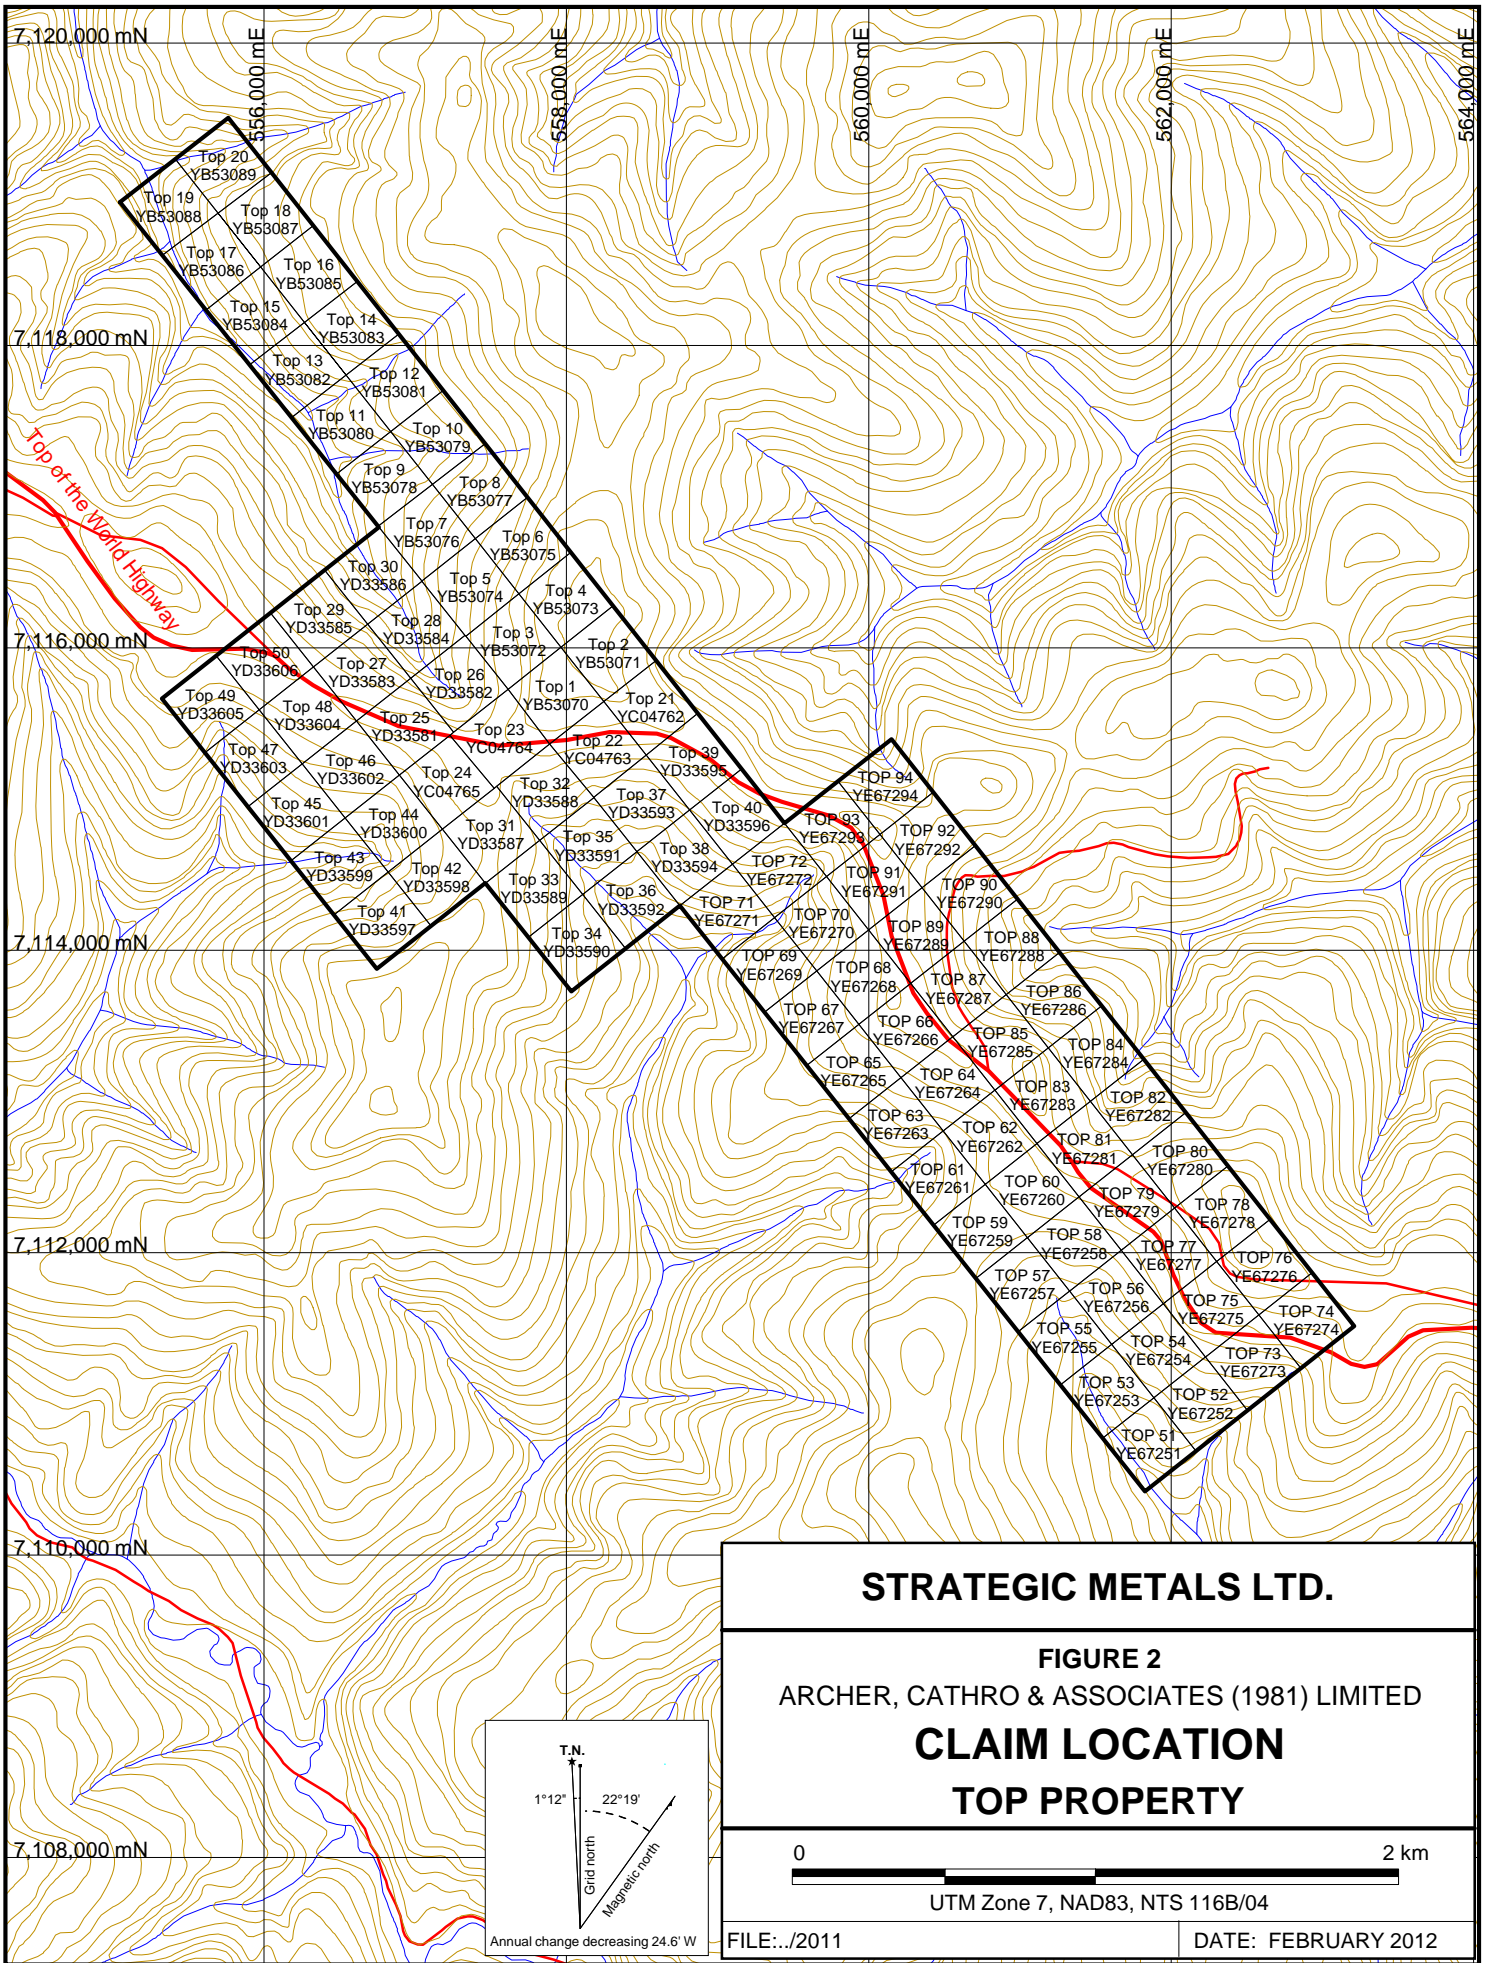 7,120,000 mN
556,000 mE
558,000 mE
560,000 mE
562,000 mE
564,000 mE
Top 20
YB53089
Top 19
YB53088
Top 18
YB53087
Top 17
YB53086
Top 16
YB53085
Top 15
YB53084
Top 14
YB53083
7,118,000 mN
Top 13
YB53082
Top 12
YB53081
Top 11
YB53080
Top 10
YB53079
Top 9
YB53078
Top 8
YB53077
Top of the World Highway
Top 7
YB53076
Top 6
YB53075
Top 30
YD33586
Top 5
YB53074
Top 4
YB53073
Top 29
YD33585
Top 28
YD33584
Top 3
YB53072
Top 2
YB53071
7,116,000 mN
Top 50
YD33606
Top 27
YD33583
Top 26
YD33582
Top 1
YB53070
Top 21
YC04762
Top 49
YD33605
Top 48
YD33604
Top 25
YD33581
Top 23
YC04764
Top 22
YC04763
Top 39
YD33595
Top 47
YD33603
Top 46
YD33602
Top 24
YC04765
Top 32
YD33588
Top 37
YD33593
Top 40
YD33596
TOP 94
YE67294
Top 45
YD33601
Top 44
YD33600
Top 31
YD33587
Top 35
YD33591
Top 38
YD33594
TOP 72
YE67272
TOP 93
YE67293
TOP 92
YE67292
Top 43
YD33599
Top 42
YD33598
Top 33
YD33589
Top 36
YD33592
TOP 71
YE67271
TOP 91
YE67291
TOP 90
YE67290
Top 41
YD33597
Top 34
YD33590
TOP 70
YE67270
TOP 89
YE67289
TOP 88
YE67288
7,114,000 mN
TOP 69
YE67269
TOP 68
YE67268
TOP 87
YE67287
TOP 86
YE67286
TOP 67
YE67267
TOP 66
YE67266
TOP 85
YE67285
TOP 84
YE67284
TOP 65
YE67265
TOP 64
YE67264
TOP 83
YE67283
TOP 82
YE67282
TOP 63
YE67263
TOP 62
YE67262
TOP 81
YE67281
TOP 80
YE67280
TOP 61
YE67261
TOP 60
YE67260
TOP 79
YE67279
TOP 78
YE67278
TOP 59
YE67259
TOP 58
YE67258
TOP 77
YE67277
TOP 76
YE67276
7,112,000 mN
TOP 57
YE67257
TOP 56
YE67256
TOP 75
YE67275
TOP 74
YE67274
TOP 55
YE67255
TOP 54
YE67254
TOP 73
YE67273
TOP 53
YE67253
TOP 52
YE67252
TOP 51
YE67251
7,110,000 mN
7,108,000 mN
T.N.
1°12"
22°19'
Grid north
Magnetic north
Annual change decreasing 24.6' W
STRATEGIC METALS LTD.
FIGURE 2
ARCHER, CATHRO & ASSOCIATES (1981) LIMITED
CLAIM LOCATION
TOP PROPERTY
0 2 km
UTM Zone 7, NAD83, NTS 116B/04
FILE:../2011
DATE: FEBRUARY 2012